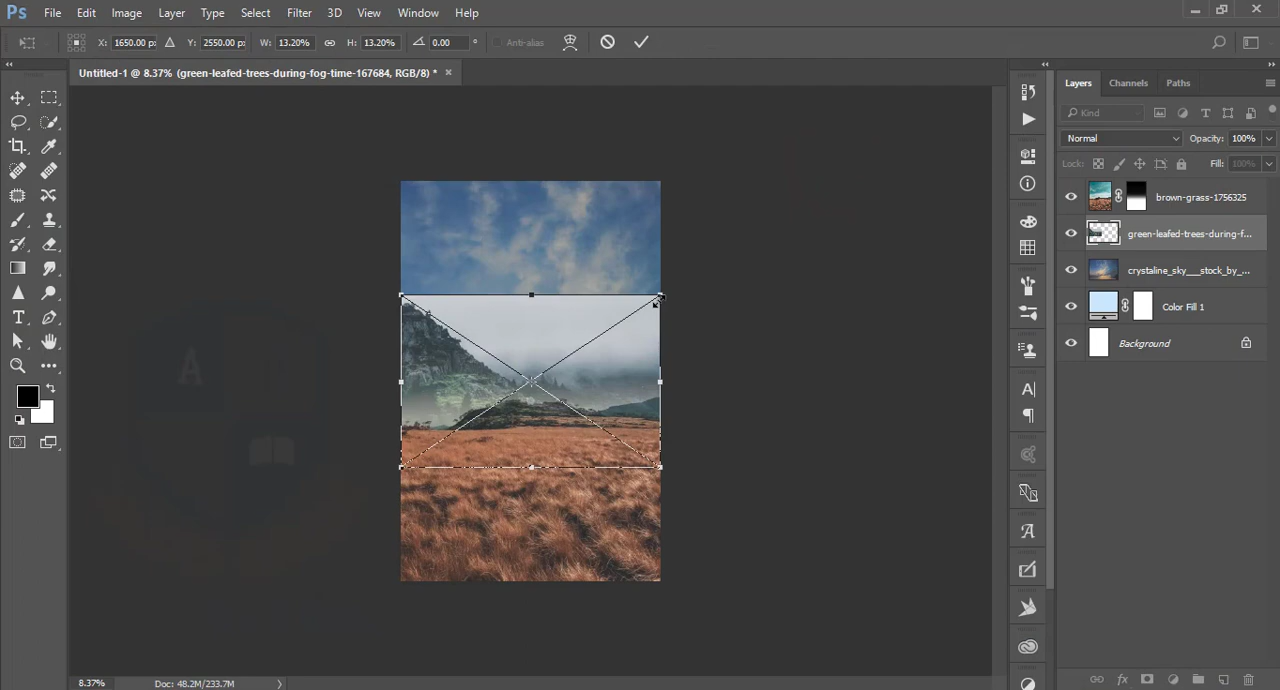 Ps File Edit Image Layer Type Select Filter 3D View Window Help
X: 1650.00 px Y: 2550.00 px W: 13.20% H: 13.20% 0.00 ° Anti-alias
Untitled-1 @ 8.37% (green-leafed-trees-during-fog-time-167684, RGB/8) * ×
Layers Channels Paths
Kind
Normal Opacity: 100%
Lock: Fill: 100%
brown-grass-1756325
green-leafed-trees-during-f...
crystaline_sky___stock_by_...
Color Fill 1
Background
8.37% Doc: 48.2M/233.7M